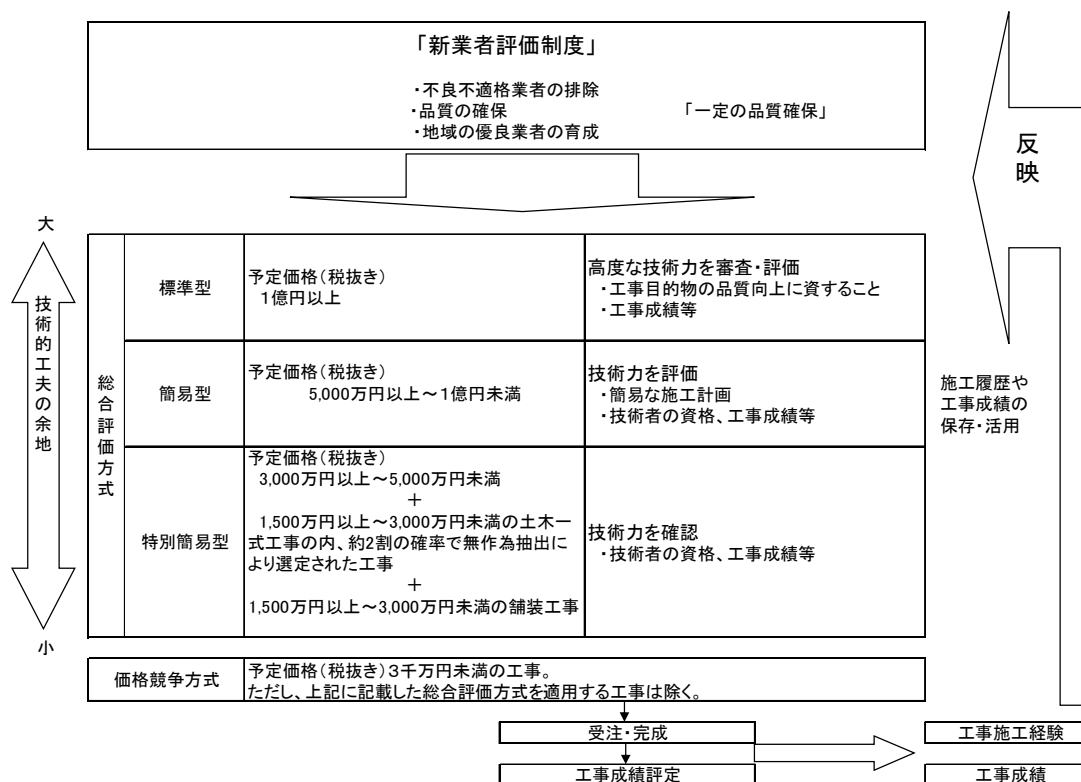 「新業者評価制度」
・不良不適格業者の排除
・品質の確保 「一定の品質確保」
・地域の優良業者の育成
反映
大
技術的工夫の余地
小
総合評価方式
標準型
予定価格(税抜き)
1億円以上
高度な技術力を審査・評価
・工事目的物の品質向上に資すること
・工事成績等
簡易型
予定価格(税抜き)
5,000万円以上～1億円未満
技術力を評価
・簡易な施工計画
・技術者の資格、工事成績等
特別簡易型
予定価格(税抜き)
3,000万円以上～5,000万円未満
＋
1,500万円以上～3,000万円未満の土木一
式工事の内、約2割の確率で無作為抽出に
より選定された工事
＋
1,500万円以上～3,000万円未満の舗装工事
技術力を確認
・技術者の資格、工事成績等
施工履歴や
工事成績の
保存・活用
価格競争方式
予定価格(税抜き)3千万円未満の工事。
ただし、上記に記載した総合評価方式を適用する工事は除く。
受注・完成
工事施工経験
工事成績評定
工事成績